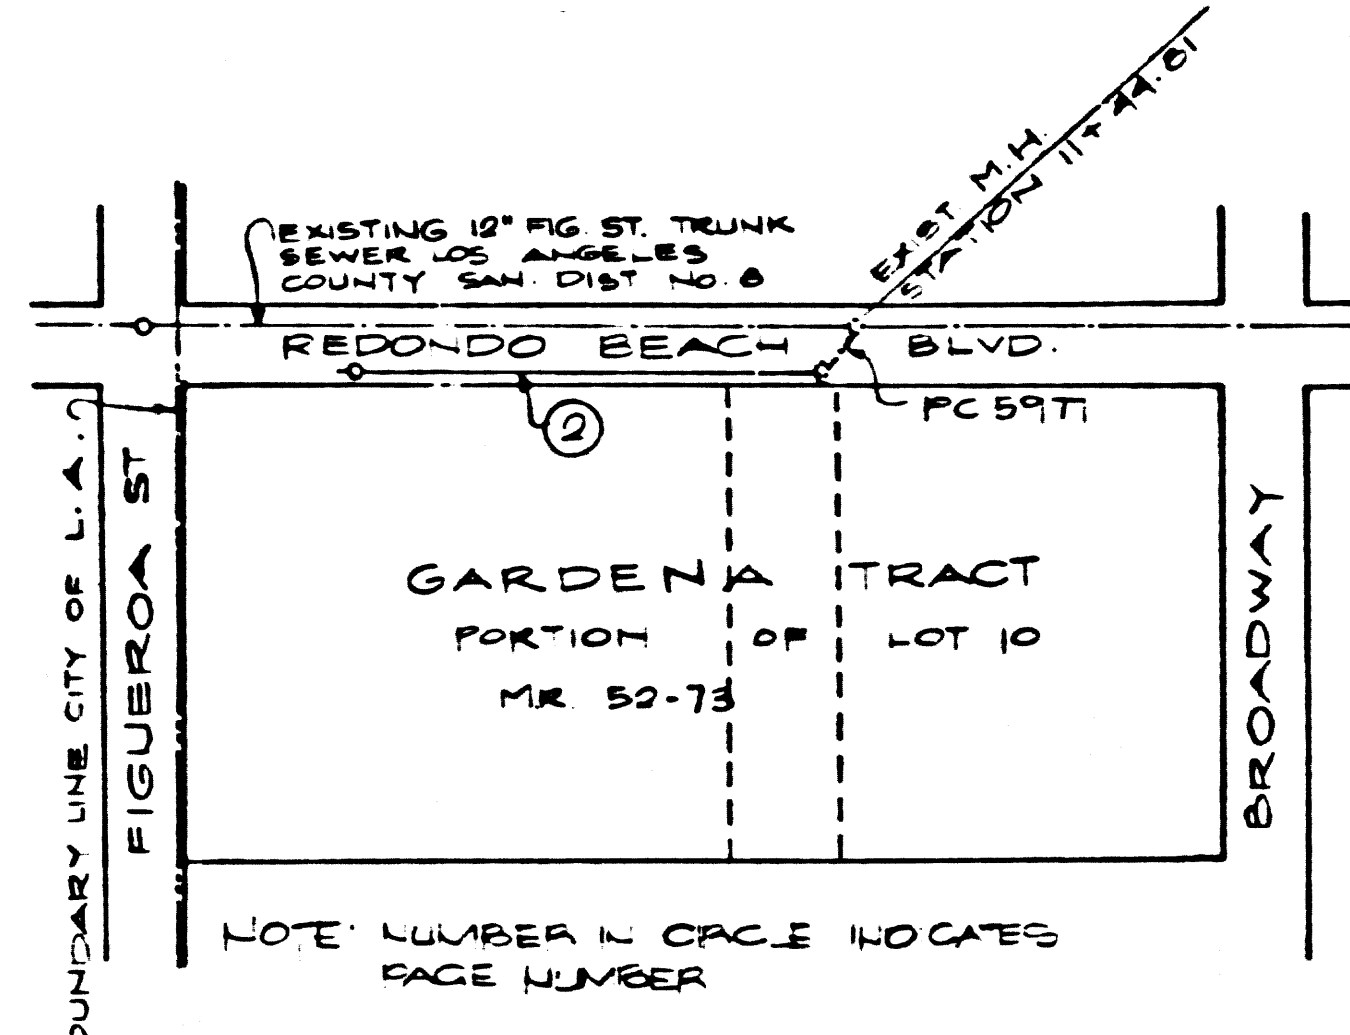 EXIST. M.H.
STATION 11+44.81
EXISTING 12" FIG. ST. TRUNK
SEWER LOS ANGELES
COUNTY SAN. DIST NO. 8
REDONDO BEACH BLVD.
PC 5971
2
BOUNDARY LINE CITY OF L.A.
FIGUEROA ST
BROADWAY
GARDENA TRACT
PORTION OF LOT 10
M.R. 52-73
NOTE: NUMBER IN CIRCLE INDICATES
PAGE NUMBER